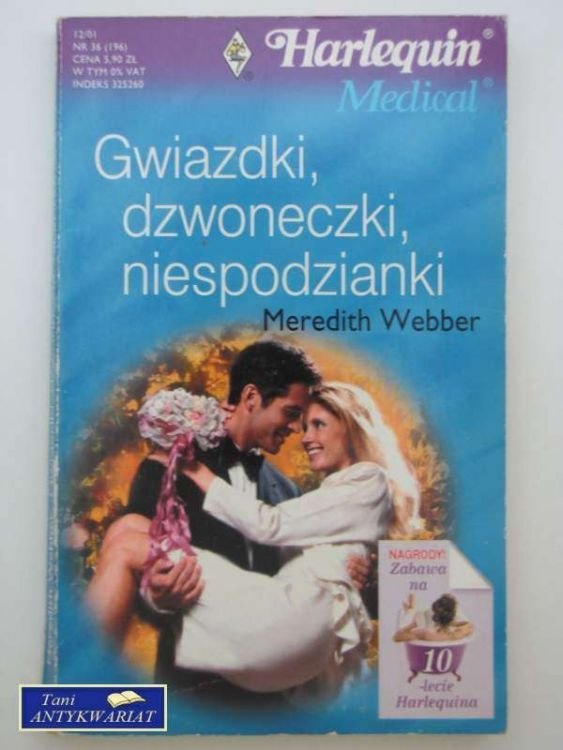 12/01
NR 36 (196)
CENA 5,90 ZŁ
W TYM 0% VAT
INDEKS 325260
Harlequin®
Medical®
Gwiazdki,
dzwoneczki,
niespodzianki
Meredith Webber
NAGRODY!
Zabawa
na
10
-lecie
Harlequina
Tani
ANTYKWARIAT